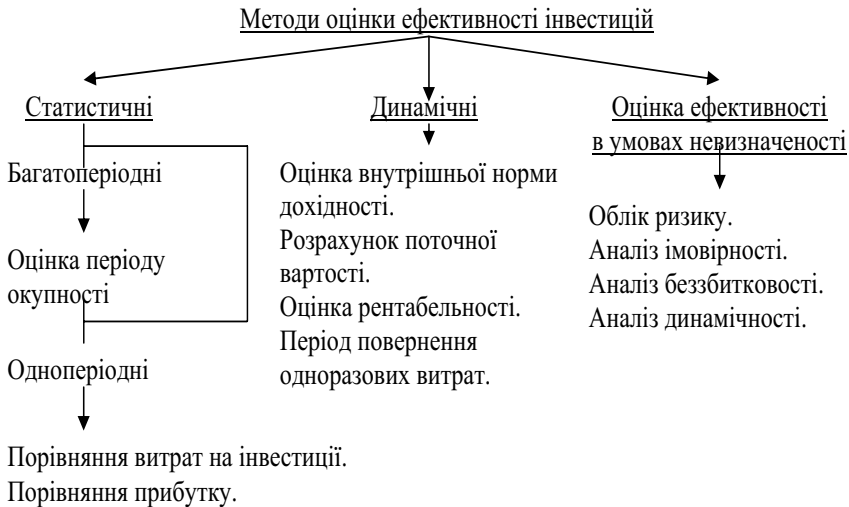 Методи оцінки ефективності інвестицій
Статистичні
Багатоперіодні
Оцінка періоду
окупності
Одноперіодні
Порівняння витрат на інвестиції.
Порівняння прибутку.
Динамічні
Оцінка внутрішньої норми
дохідності.
Розрахунок поточної
вартості.
Оцінка рентабельності.
Період повернення
одноразових витрат.
Оцінка ефективності
в умовах невизначеності
Облік ризику.
Аналіз імовірності.
Аналіз беззбитковості.
Аналіз динамічності.